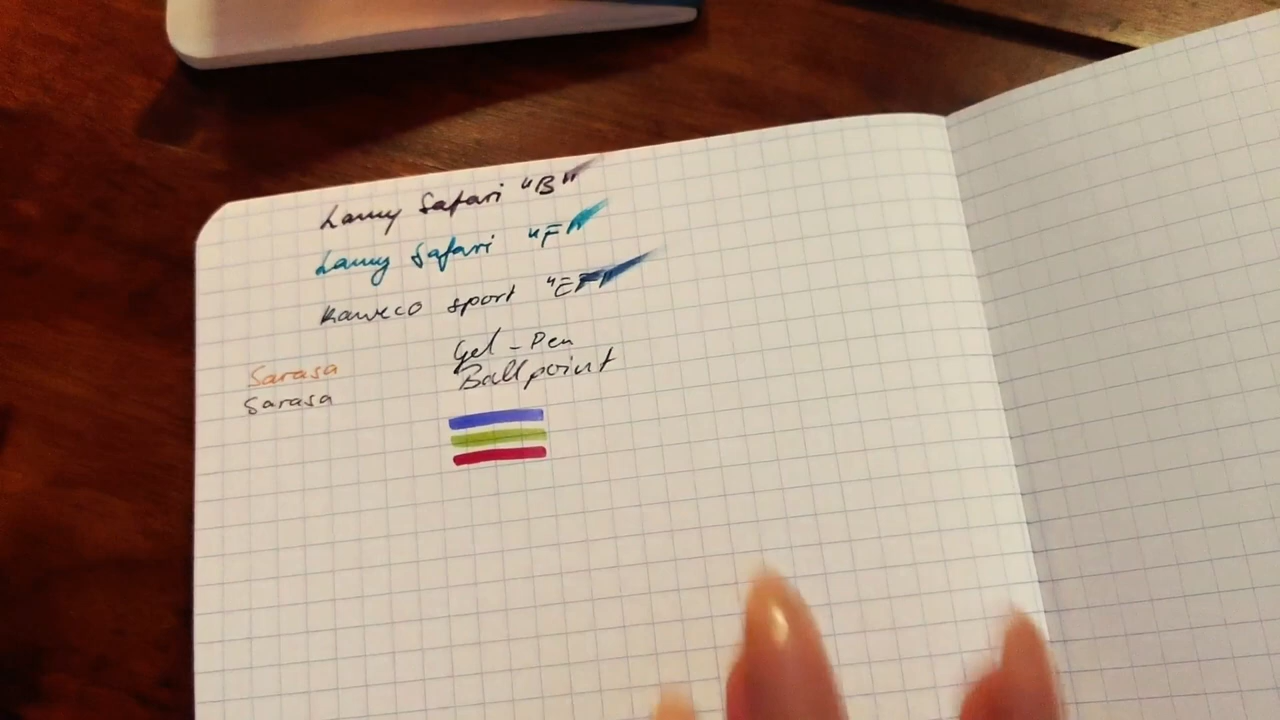 Lamy Safari "B"
Lamy Safari "F"
Kaweco sport "EF"
Gel-Pen
Sarasa
Ballpoint
Sarasa